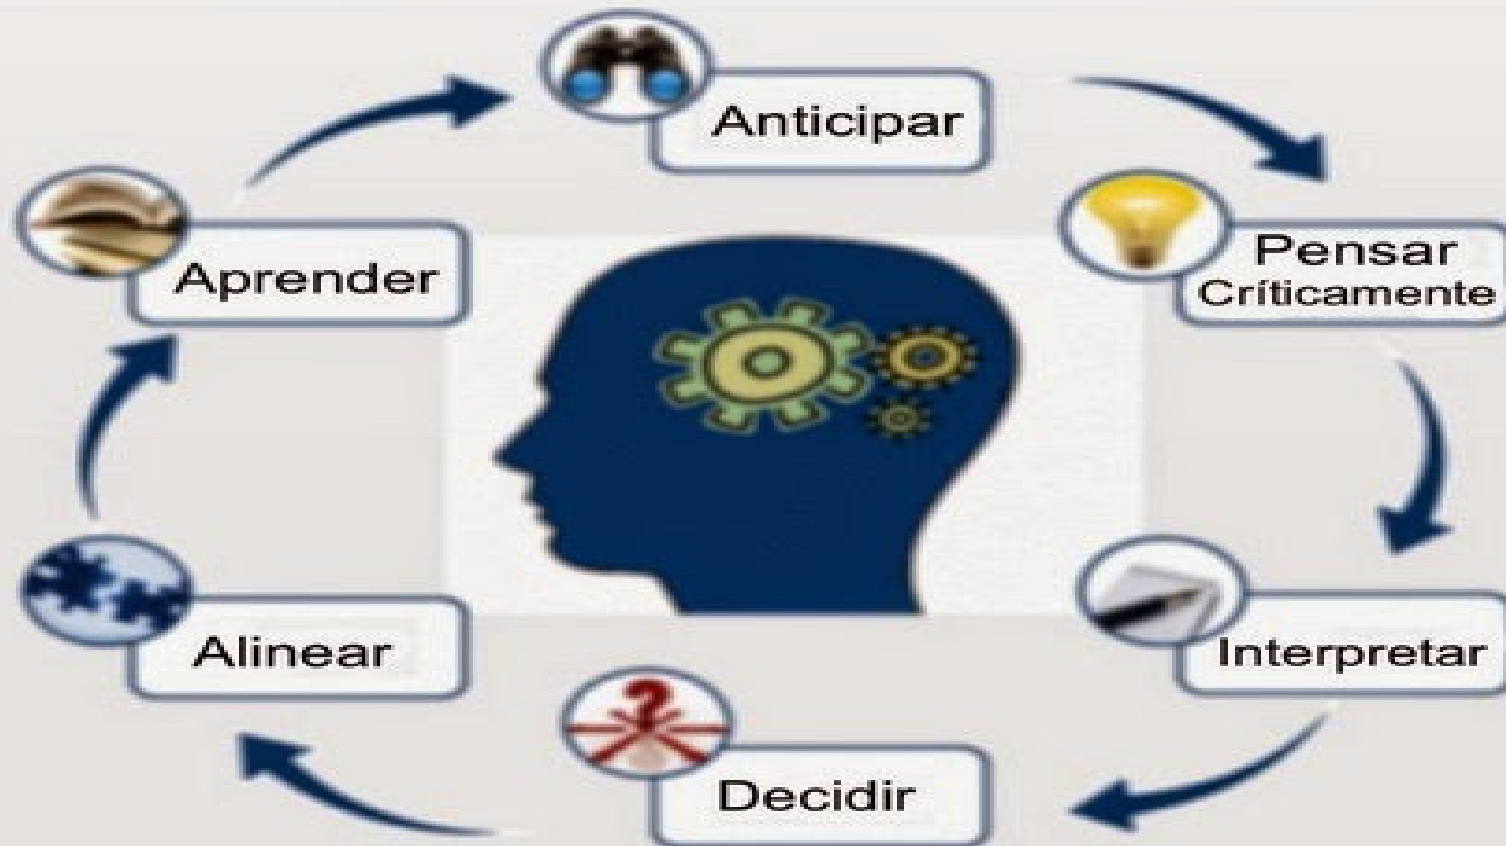 Anticipar
Pensar
Críticamente
Interpretar
Decidir
Alinear
Aprender